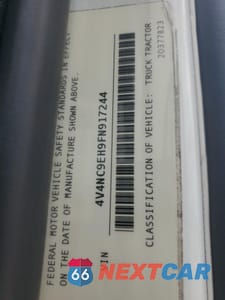 FEDERAL MOTOR VEHICLE
SAFETY STANDARDS IN EFFECT
ON THE DATE OF MANUFACTURE SHOWN ABOVE.
VIN
4V4NC9EH9FN917244
CLASSIFICATION OF VEHICLE: TRUCK TRACTOR
20377823
66 NEXTCAR